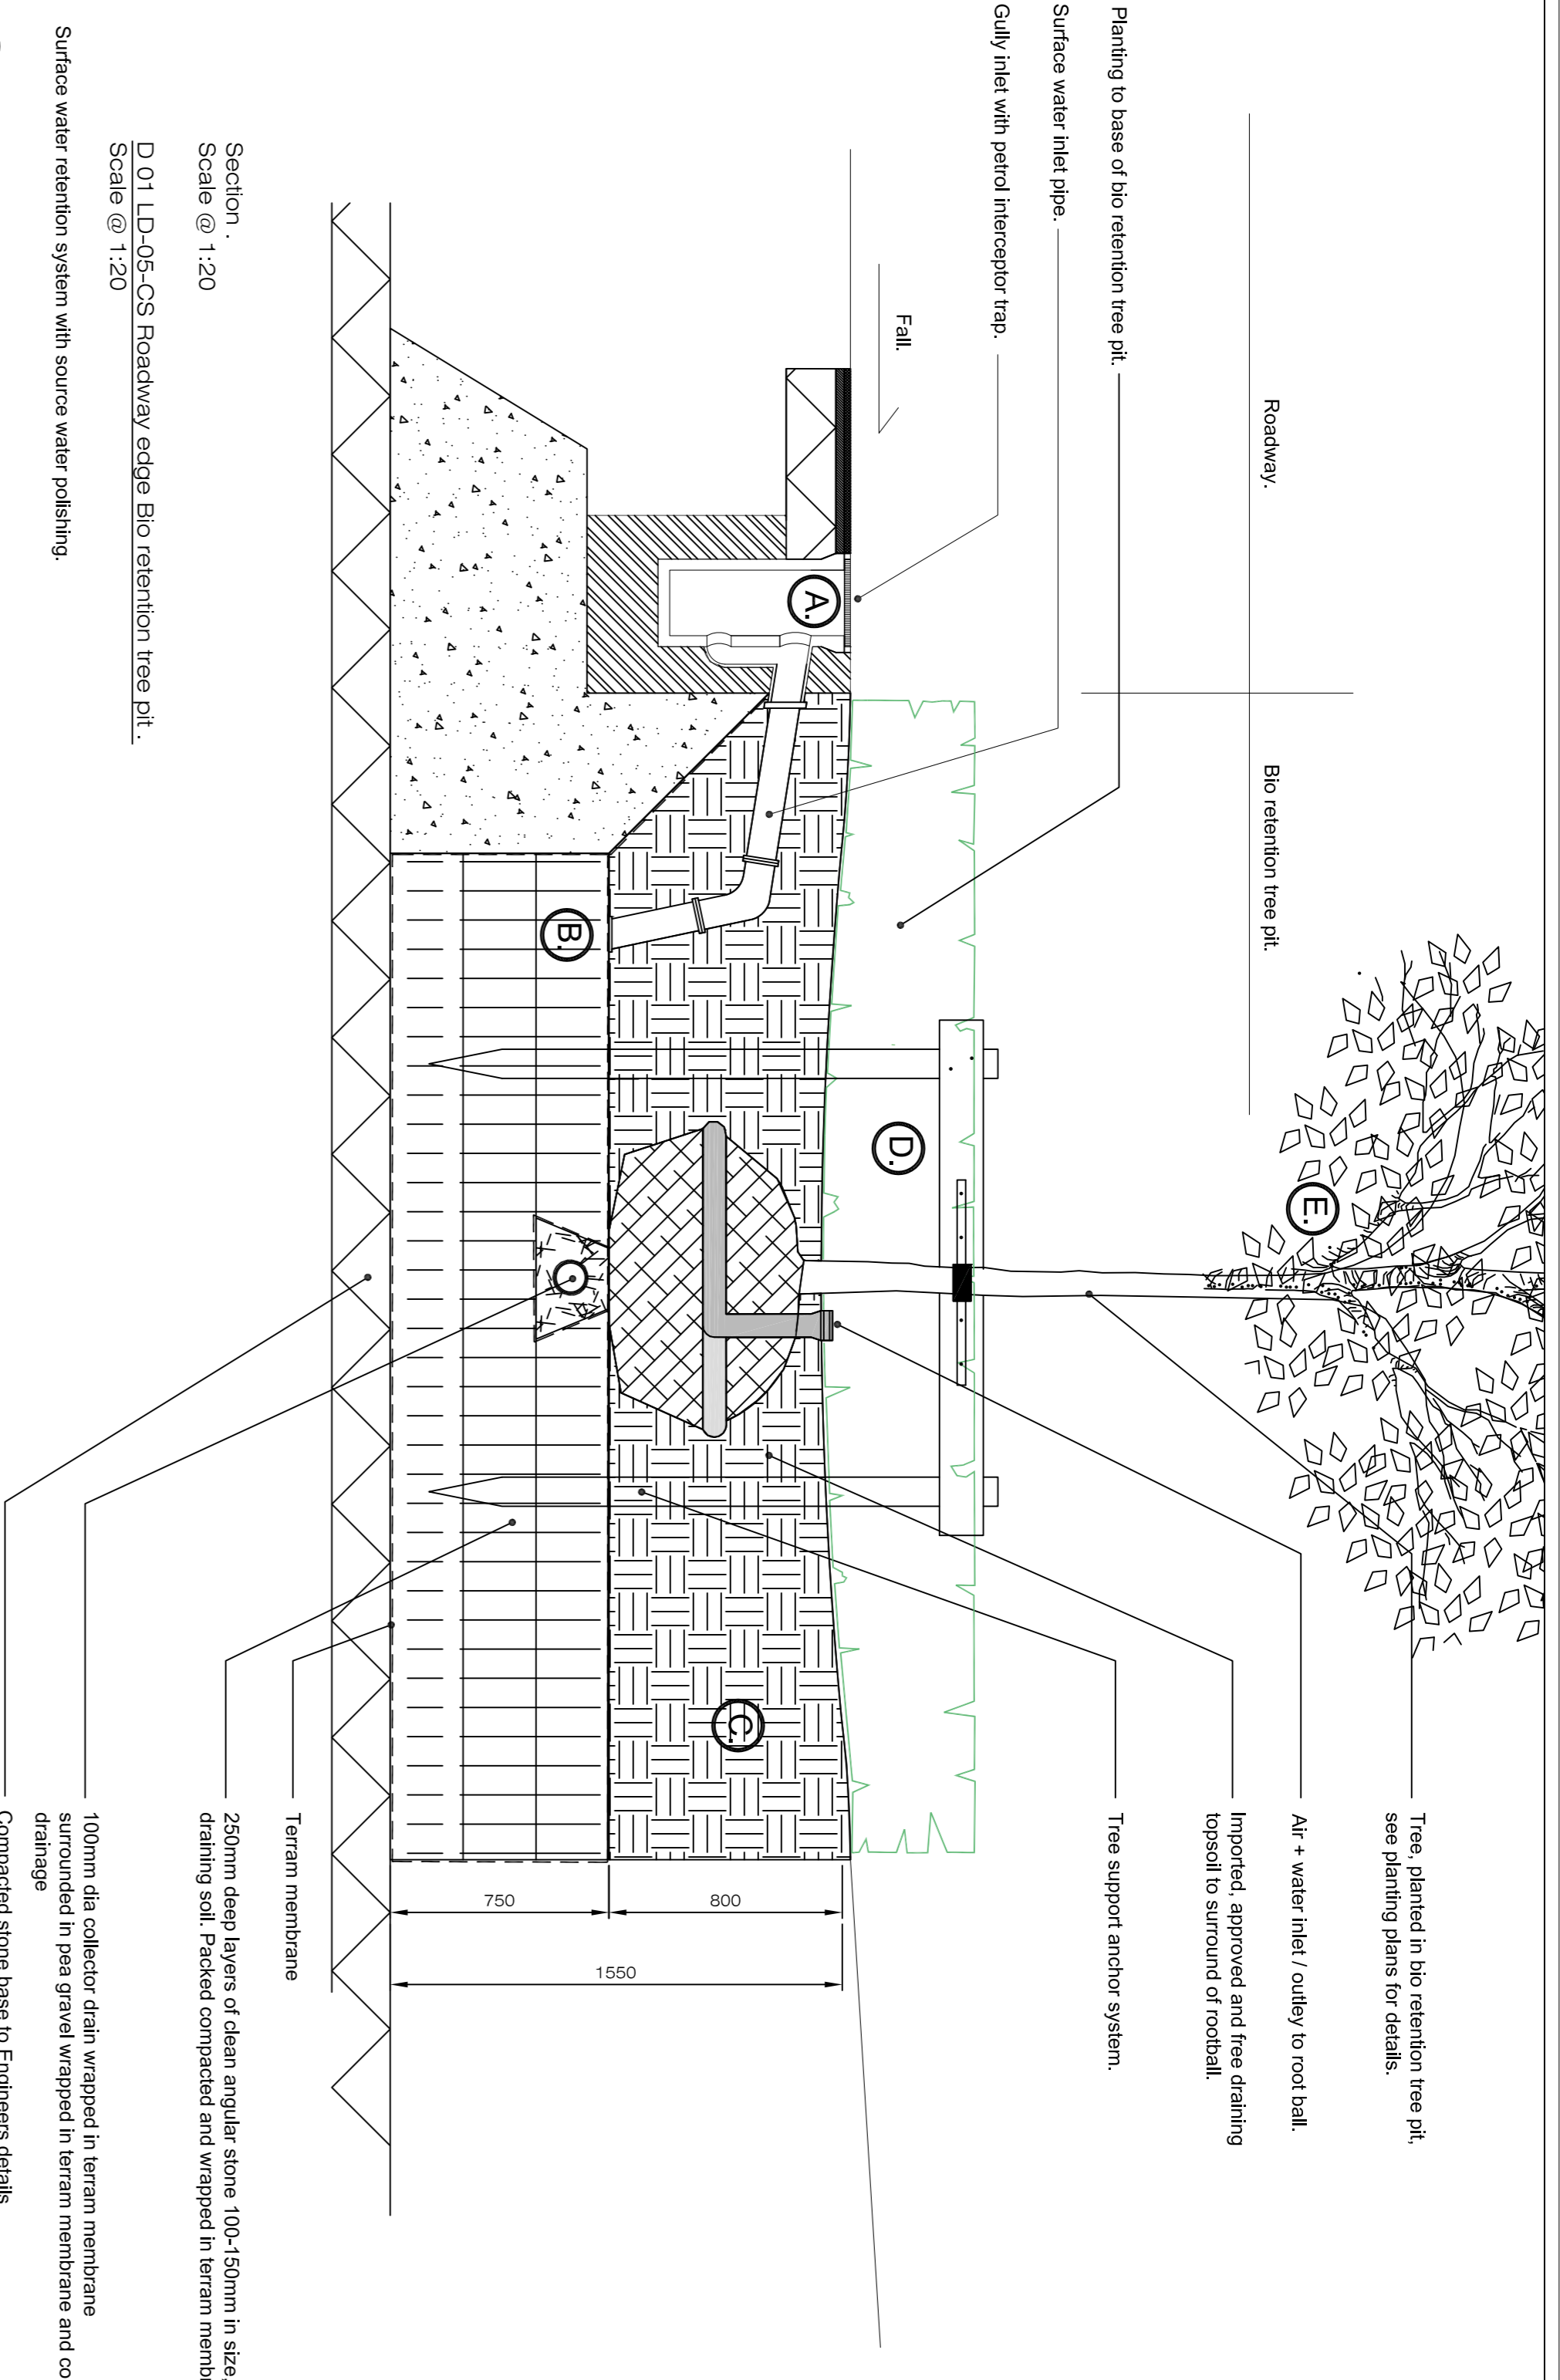 Roadway.
Bio retention tree pit.
Planting to base of bio retention tree pit.
Surface water inlet pipe.
Gully inlet with petrol interceptor trap.
Fall.
A.
B.
C.
D.
E.
Tree, planted in bio retention tree pit,
see planting plans for details.
Air + water inlet / outley to root ball.
Imported, approved and free draining
topsoil to surround of rootball.
Tree support anchor system.
800
750
1550
Terram membrane
250mm deep layers of clean angular stone 100-150mm in size,
draining soil. Packed compacted and wrapped in terram
100mm dia collector drain wrapped in terram membrane
surrounded in pea gravel wrapped in terram membrane and
drainage
Compacted stone base to Engineers details
Section .
Scale @ 1:20
D 01 LD-05-CS Roadway edge Bio retention tree pit .
Scale @ 1:20
Surface water retention system with source water polishing.